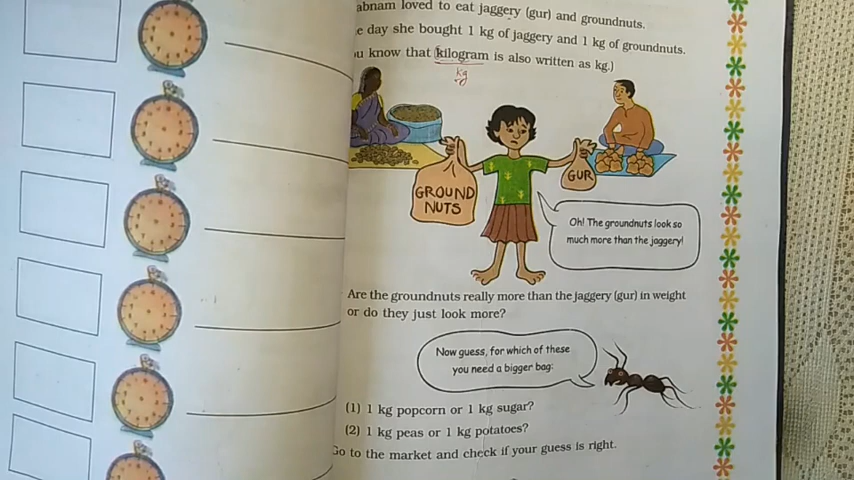 loved to eat jaggery (gur) and groundnuts.
day she bought 1 kg of jaggery and 1 kg of groundnuts.
know that kilogram is also written as kg.)
kg
GROUND
NUTS
GUR
Oh! The groundnuts look so
much more than the jaggery!
Are the groundnuts really more than the jaggery (gur) in weight
or do they just look more?
Now guess, for which of these
you need a bigger bag:
(1) 1 kg popcorn or 1 kg sugar?
(2) 1 kg peas or 1 kg potatoes?
Go to the market and check if your guess is right.